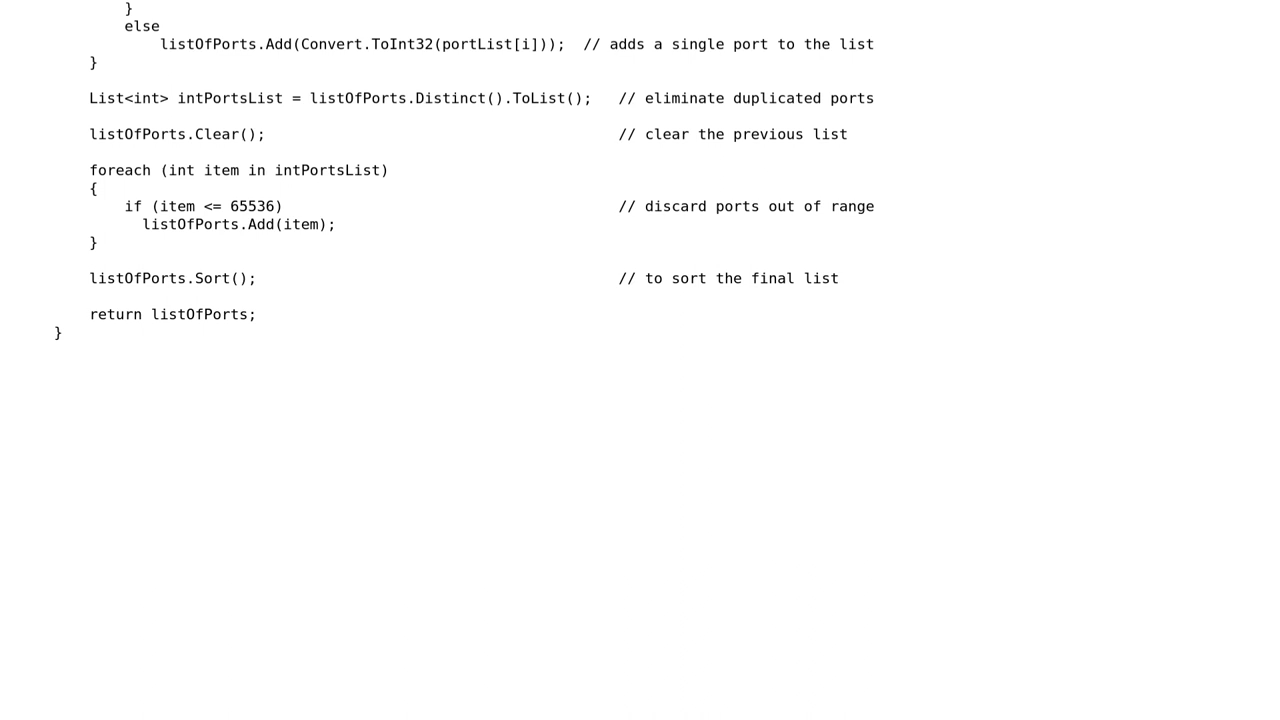 }
else
listOfPorts.Add(Convert.ToInt32(portList[i]));  // adds a single port to the list
}
List<int> intPortsList = listOfPorts.Distinct().ToList();   // eliminate duplicated ports
listOfPorts.Clear();                                        // clear the previous list
foreach (int item in intPortsList)
{
if (item <= 65536)                                      // discard ports out of range
listOfPorts.Add(item);
}
listOfPorts.Sort();                                         // to sort the final list
return listOfPorts;
}